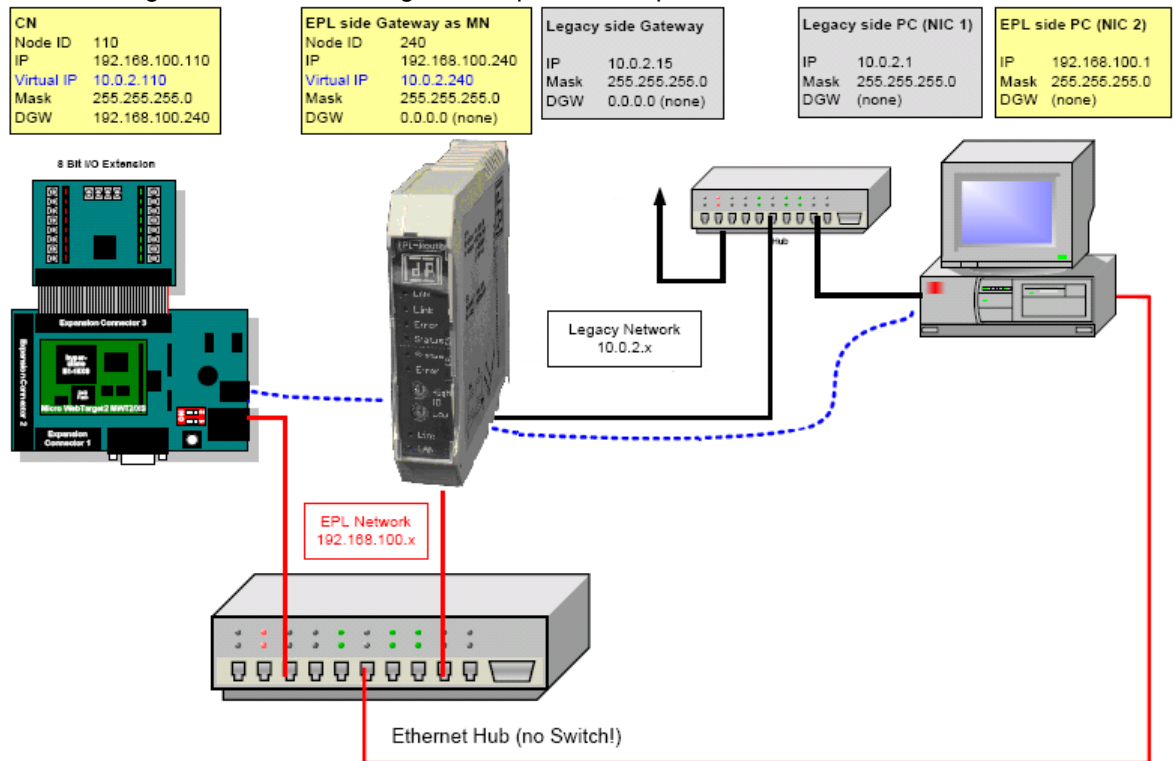 CN
Node ID 110
IP 192.168.100.110
Virtual IP 10.0.2.110
Mask 255.255.255.0
DGW 192.168.100.240
EPL side Gateway as MN
Node ID 240
IP 192.168.100.240
Virtual IP 10.0.2.240
Mask 255.255.255.0
DGW 0.0.0.0 (none)
Legacy side Gateway
IP 10.0.2.15
Mask 255.255.255.0
DGW 0.0.0.0 (none)
Legacy side PC (NIC 1)
IP 10.0.2.1
Mask 255.255.255.0
DGW (none)
EPL side PC (NIC 2)
IP 192.168.100.1
Mask 255.255.255.0
DGW (none)
8 Bit I/O Extension
Expansion Connector 3
Expansion Connector 2
Micro WebTarget2 MWT2/XS
Expansion
Connector 1
LAN
Link
Error
Status
Error
High
ID
Low
Link
LAN
Hub
Legacy Network
10.0.2.x
EPL Network
192.168.100.x
Ethernet Hub (no Switch!)